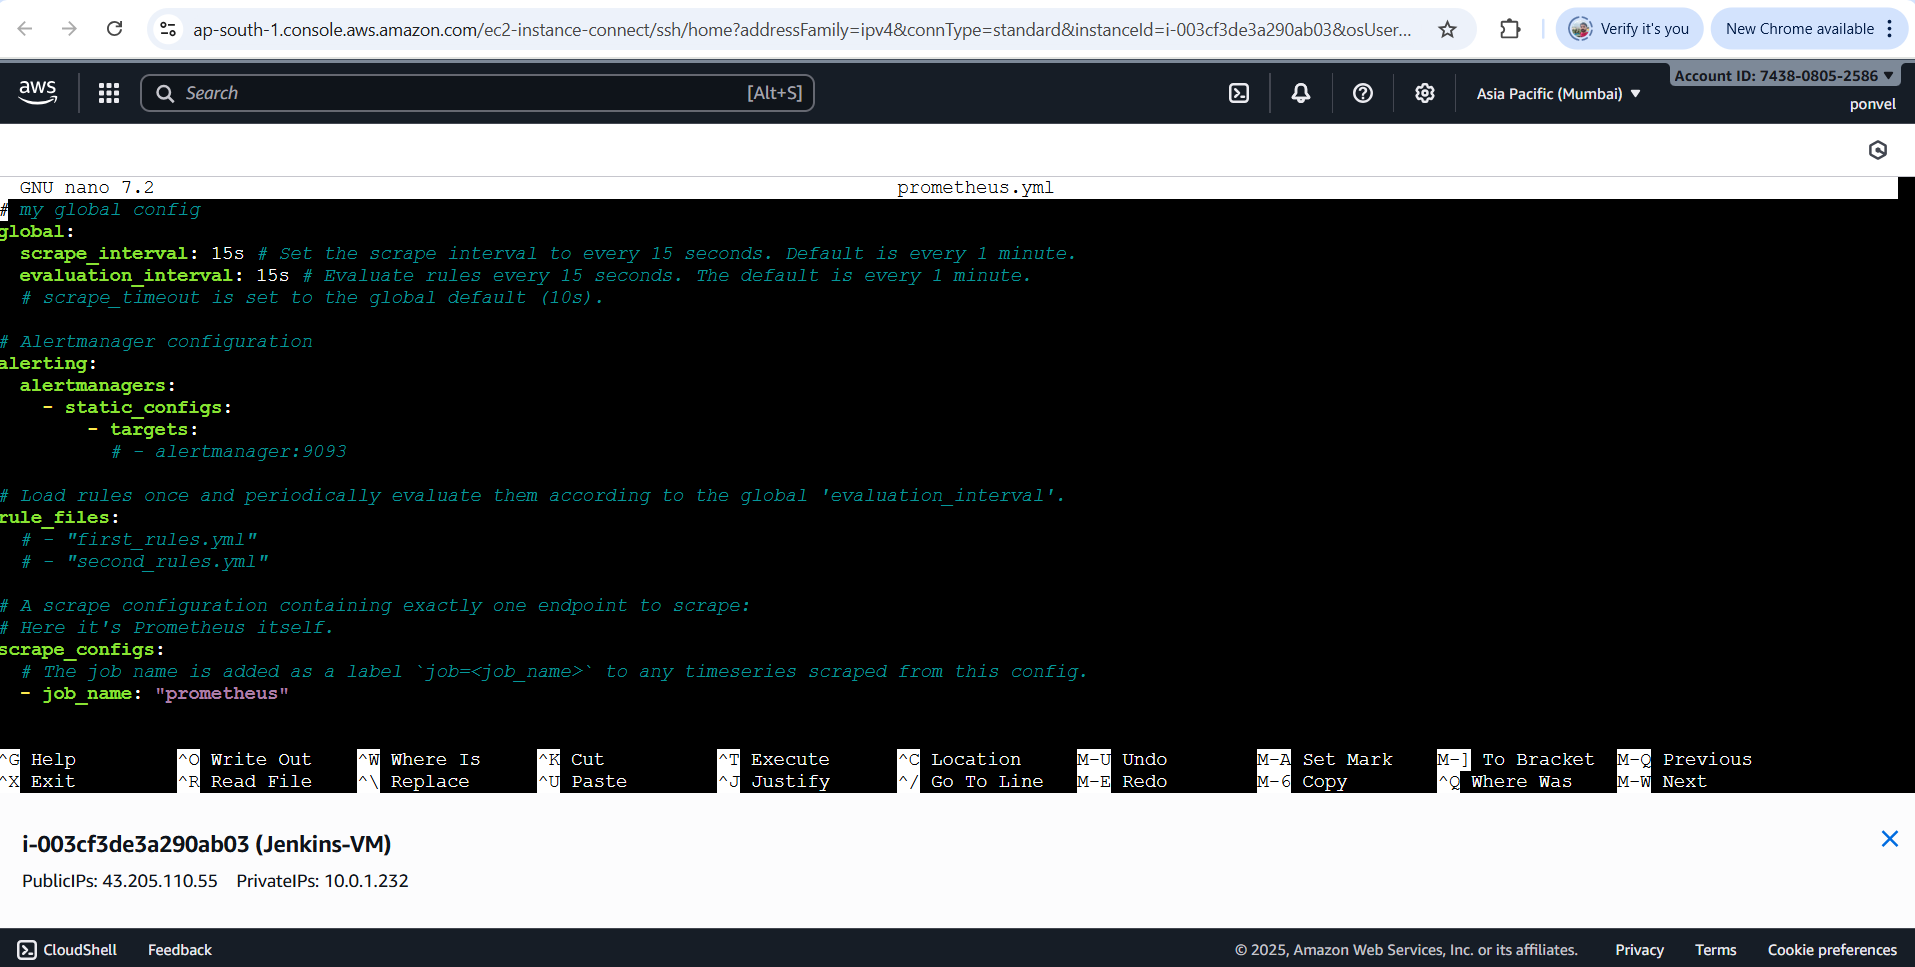 ap-south-1.console.aws.amazon.com/ec2-instance-connect/ssh/home?addressFamily=ipv4&connType=standard&instanceId=i-003cf3de3a290ab03&osUser...
Verify it's you
New Chrome available
aws
Search
[Alt+S]
Asia Pacific (Mumbai)
Account ID: 7438-0805-2586
ponvel
GNU nano 7.2 prometheus.yml
# my global config
global:
  scrape_interval: 15s # Set the scrape interval to every 15 seconds. Default is every 1 minute.
  evaluation_interval: 15s # Evaluate rules every 15 seconds. The default is every 1 minute.
  # scrape_timeout is set to the global default (10s).
# Alertmanager configuration
alerting:
  alertmanagers:
    - static_configs:
        - targets:
          # - alertmanager:9093
# Load rules once and periodically evaluate them according to the global 'evaluation_interval'.
rule_files:
  # - "first_rules.yml"
  # - "second_rules.yml"
# A scrape configuration containing exactly one endpoint to scrape:
# Here it's Prometheus itself.
scrape_configs:
  # The job name is added as a label `job=<job_name>` to any timeseries scraped from this config.
  - job_name: "prometheus"
^G Help ^O Write Out ^W Where Is ^K Cut ^T Execute ^C Location M-U Undo M-A Set Mark M-] To Bracket M-Q Previous
^X Exit ^R Read File ^\ Replace ^U Paste ^J Justify ^/ Go To Line M-E Redo M-6 Copy ^Q Where Was M-W Next
i-003cf3de3a290ab03 (Jenkins-VM)
PublicIPs: 43.205.110.55 PrivateIPs: 10.0.1.232
CloudShell Feedback © 2025, Amazon Web Services, Inc. or its affiliates. Privacy Terms Cookie preferences